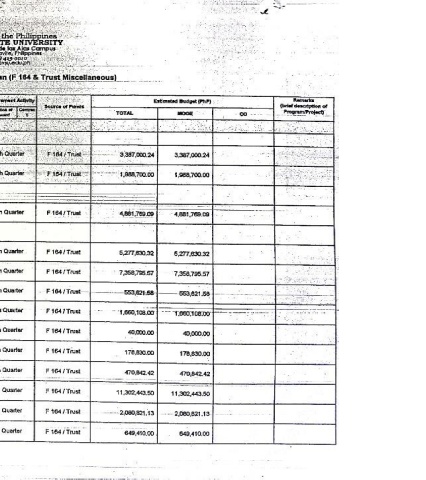 the Philippines
TE UNIVERSITY
de las Alas Campus
Philippines
n (F 164 & Trust Miscellaneous)
Activity Source of Funds Estimated Budget (PhP) Remarks
(brief description of
Program/Project)
TOTAL MOOE CO
h Quarter F 164 / Trust 3,387,000.24 3,387,000.24
h Quarter F 164 / Trust 1,988,700.00 1,988,700.00
h Quarter F 164 / Trust 4,881,769.09 4,881,769.09
h Quarter F 164 / Trust 5,277,630.32 5,277,630.32
h Quarter F 164 / Trust 7,358,795.57 7,358,795.57
h Quarter F 164 / Trust 553,821.58 553,821.58
h Quarter F 164 / Trust 1,660,108.00 1,660,108.00
h Quarter F 164 / Trust 40,000.00 40,000.00
h Quarter F 164 / Trust 178,830.00 178,830.00
h Quarter F 164 / Trust 470,842.42 470,842.42
Quarter F 164 / Trust 11,302,443.50 11,302,443.50
Quarter F 164 / Trust 2,080,821.13 2,080,821.13
Quarter F 164 / Trust 649,410.00 649,410.00